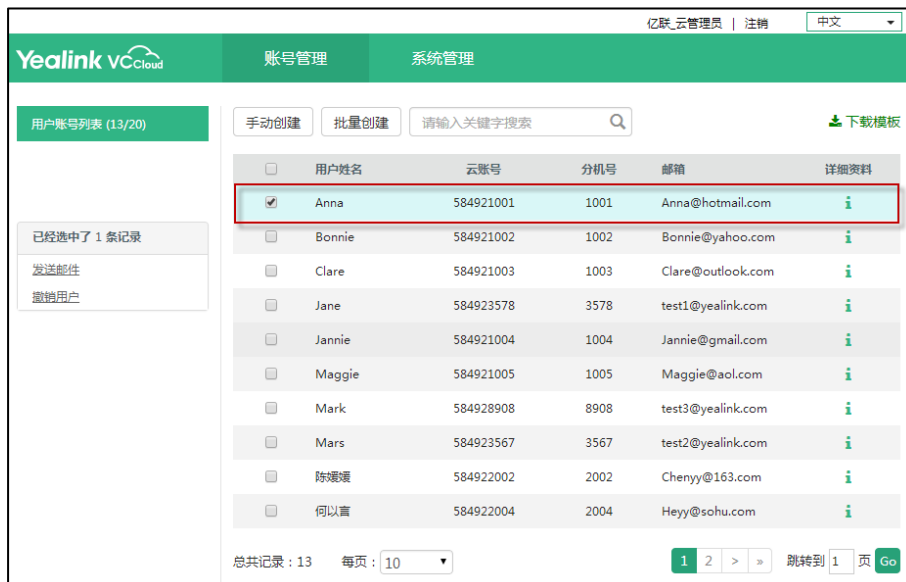 亿联_云管理员 | 注销 中文
Yealink VCCloud 账号管理 系统管理
用户账号列表 (13/20) 手动创建 批量创建 请输入关键字搜索 下载模板
用户姓名 云账号 分机号 邮箱 详细资料
Anna 584921001 1001 Anna@hotmail.com
已经选中了 1 条记录
发送邮件
撤销用户
Bonnie 584921002 1002 Bonnie@yahoo.com
Clare 584921003 1003 Clare@outlook.com
Jane 584923578 3578 test1@yealink.com
Jannie 584921004 1004 Jannie@gmail.com
Maggie 584921005 1005 Maggie@aol.com
Mark 584928908 8908 test3@yealink.com
Mars 584923567 3567 test2@yealink.com
陈媛媛 584922002 2002 Chenyy@163.com
何以言 584922004 2004 Heyy@sohu.com
总共记录：13 每页：10 1 2 > » 跳转到 1 页 Go